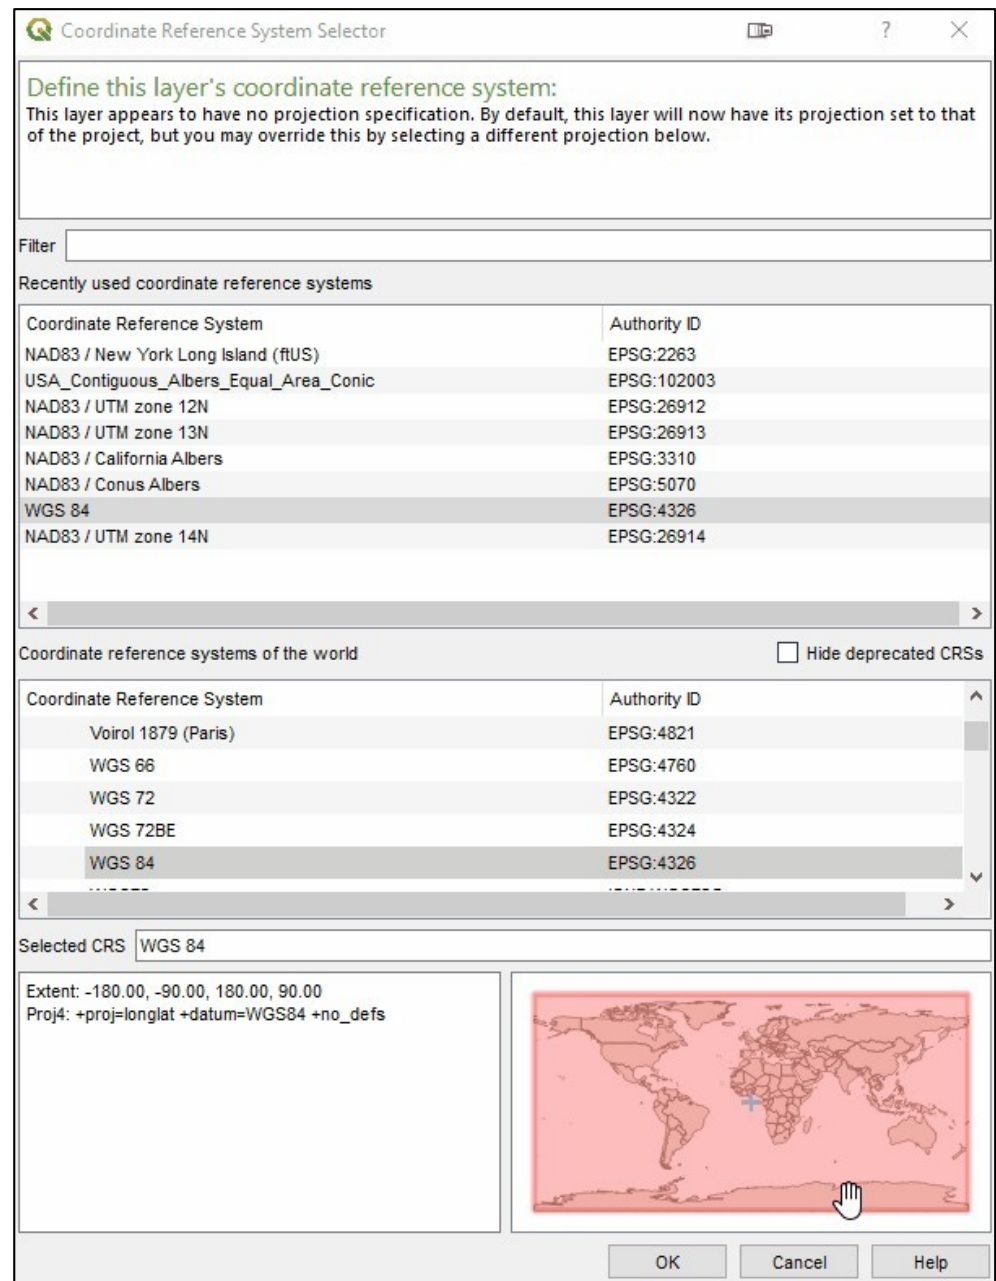 Coordinate Reference System Selector
?
Define this layer's coordinate reference system:
This layer appears to have no projection specification. By default, this layer will now have its projection set to that
of the project, but you may override this by selecting a different projection below.
Filter
Recently used coordinate reference systems
Coordinate Reference System Authority ID
NAD83 / New York Long Island (ftUS) EPSG:2263
USA_Contiguous_Albers_Equal_Area_Conic EPSG:102003
NAD83 / UTM zone 12N EPSG:26912
NAD83 / UTM zone 13N EPSG:26913
NAD83 / California Albers EPSG:3310
NAD83 / Conus Albers EPSG:5070
WGS 84 EPSG:4326
NAD83 / UTM zone 14N EPSG:26914
Coordinate reference systems of the world Hide deprecated CRSs
Coordinate Reference System Authority ID
Voirol 1879 (Paris) EPSG:4821
WGS 66 EPSG:4760
WGS 72 EPSG:4322
WGS 72BE EPSG:4324
WGS 84 EPSG:4326
Selected CRS WGS 84
Extent: -180.00, -90.00, 180.00, 90.00
Proj4: +proj=longlat +datum=WGS84 +no_defs
OK Cancel Help